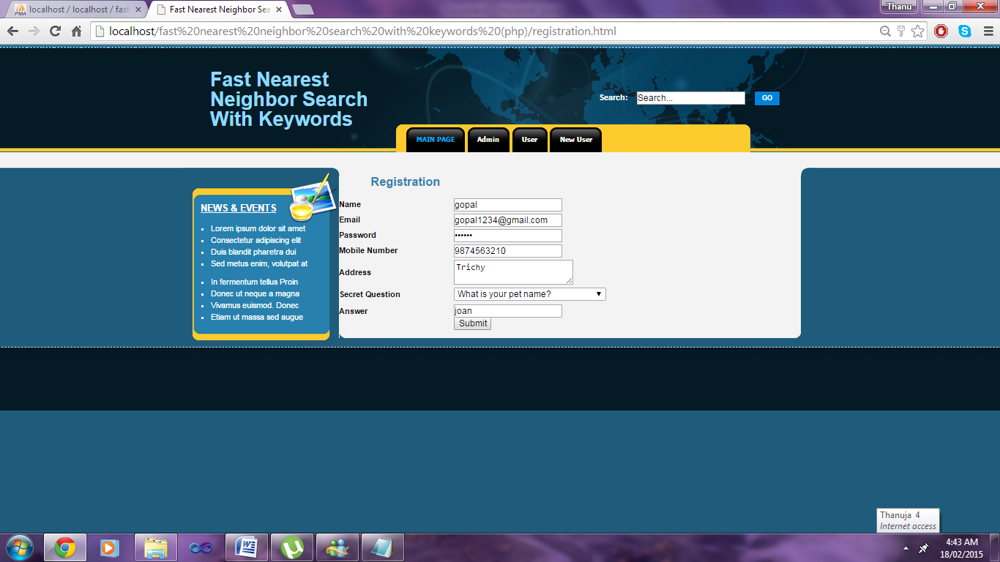 localhost / localhost / fast
Fast Nearest Neighbor Sea
Thanu
localhost/fast%20nearest%20neighbor%20search%20with%20keywords%20(php)/registration.html
Fast Nearest
Neighbor Search
With Keywords
Search: Search... GO
MAIN PAGE Admin User New User
NEWS & EVENTS
Lorem ipsum dolor sit amet
Consectetur adipiscing elit
Duis blandit pharetra dui
Sed metus enim, volutpat at
In fermentum tellus Proin
Donec ut neque a magna
Vivamus euismod. Donec
Etiam ut massa sed augue
Registration
Name gopal
Email gopal1234@gmail.com
Password ••••••
Mobile Number 9874563210
Address Trichy
Secret Question What is your pet name?
Answer joan
Submit
Thanuja 4
Internet access
4:43 AM
18/02/2015